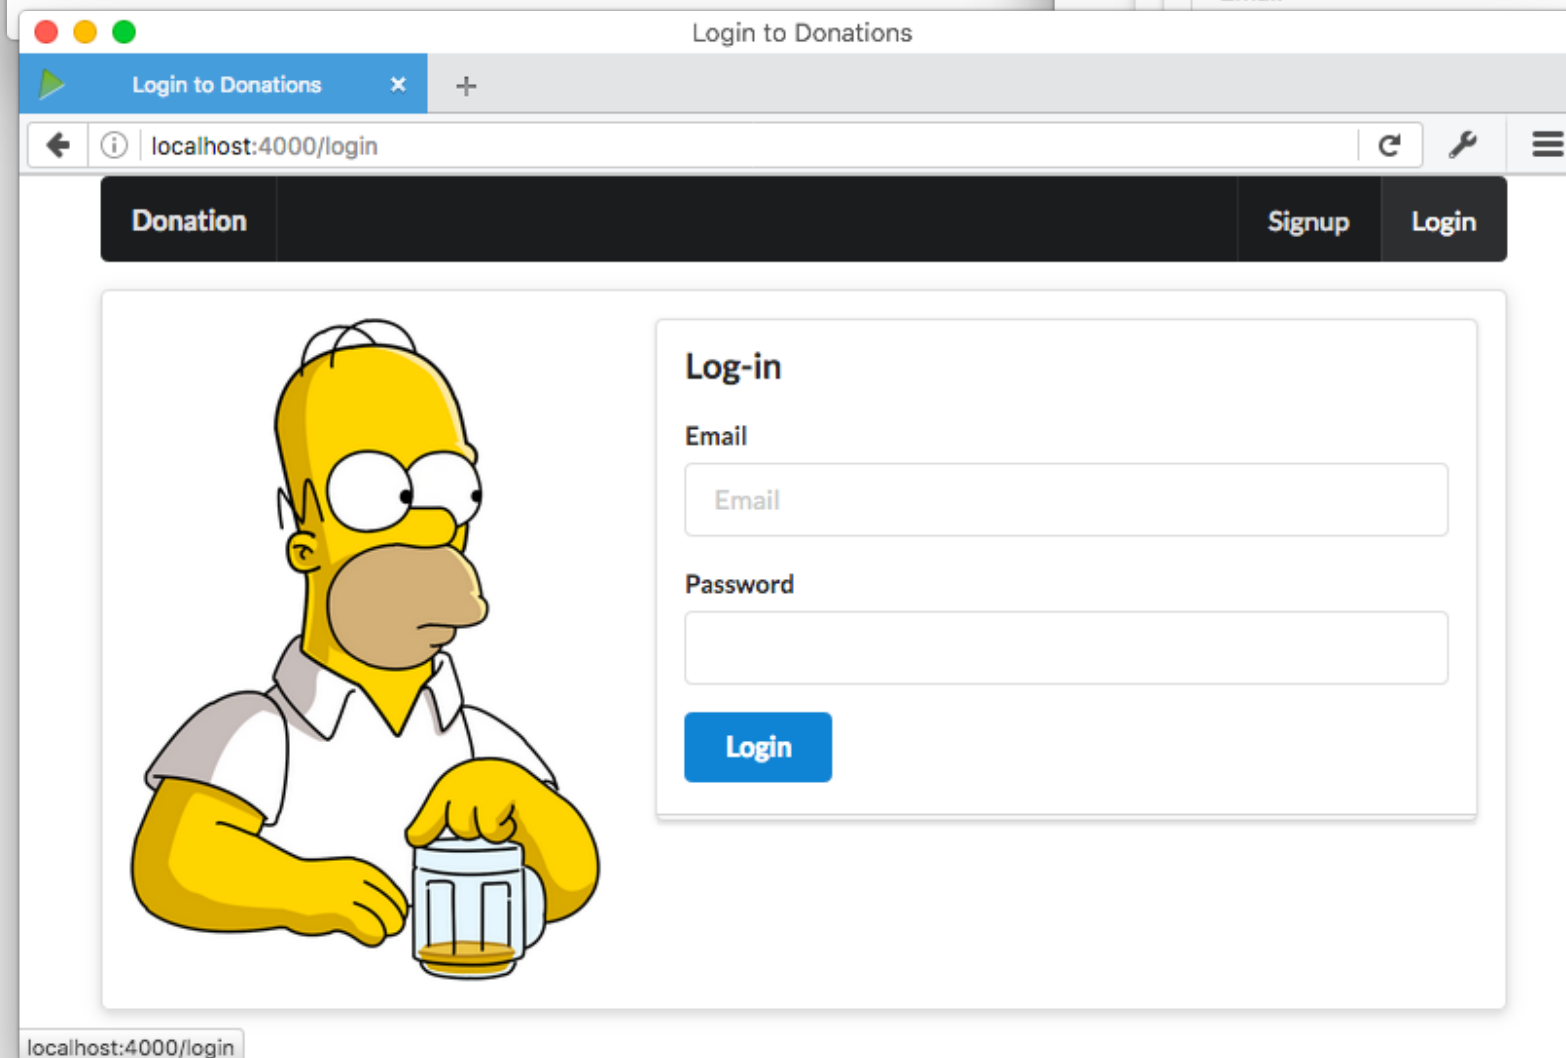 Login to Donations
Login to Donations
localhost:4000/login
Donation Signup Login
Log-in
Email
Email
Password
Login
localhost:4000/login